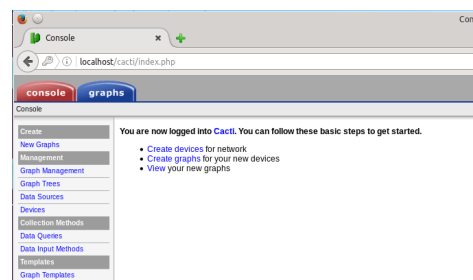 Con
Console
localhost/cacti/index.php
console graphs
Console
Create
New Graphs
Management
Graph Management
Graph Trees
Data Sources
Devices
Collection Methods
Data Queries
Data Input Methods
Templates
Graph Templates
You are now logged into Cacti. You can follow these basic steps to get started.
• Create devices for network
• Create graphs for your new devices
• View your new graphs